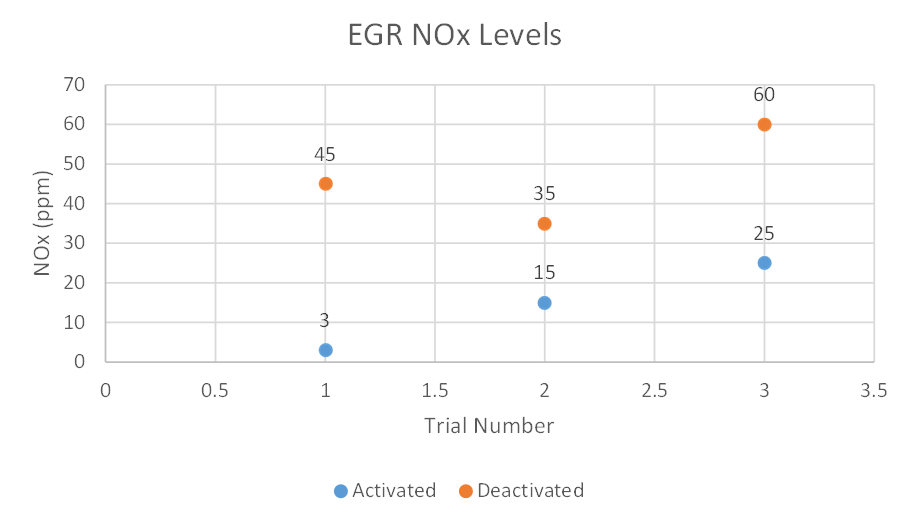 EGR NOx Levels
70
60
60
50
45
40
35
30
25
20
15
10
3
0
NOx (ppm)
0 0.5 1 1.5 2 2.5 3 3.5
Trial Number
Activated Deactivated